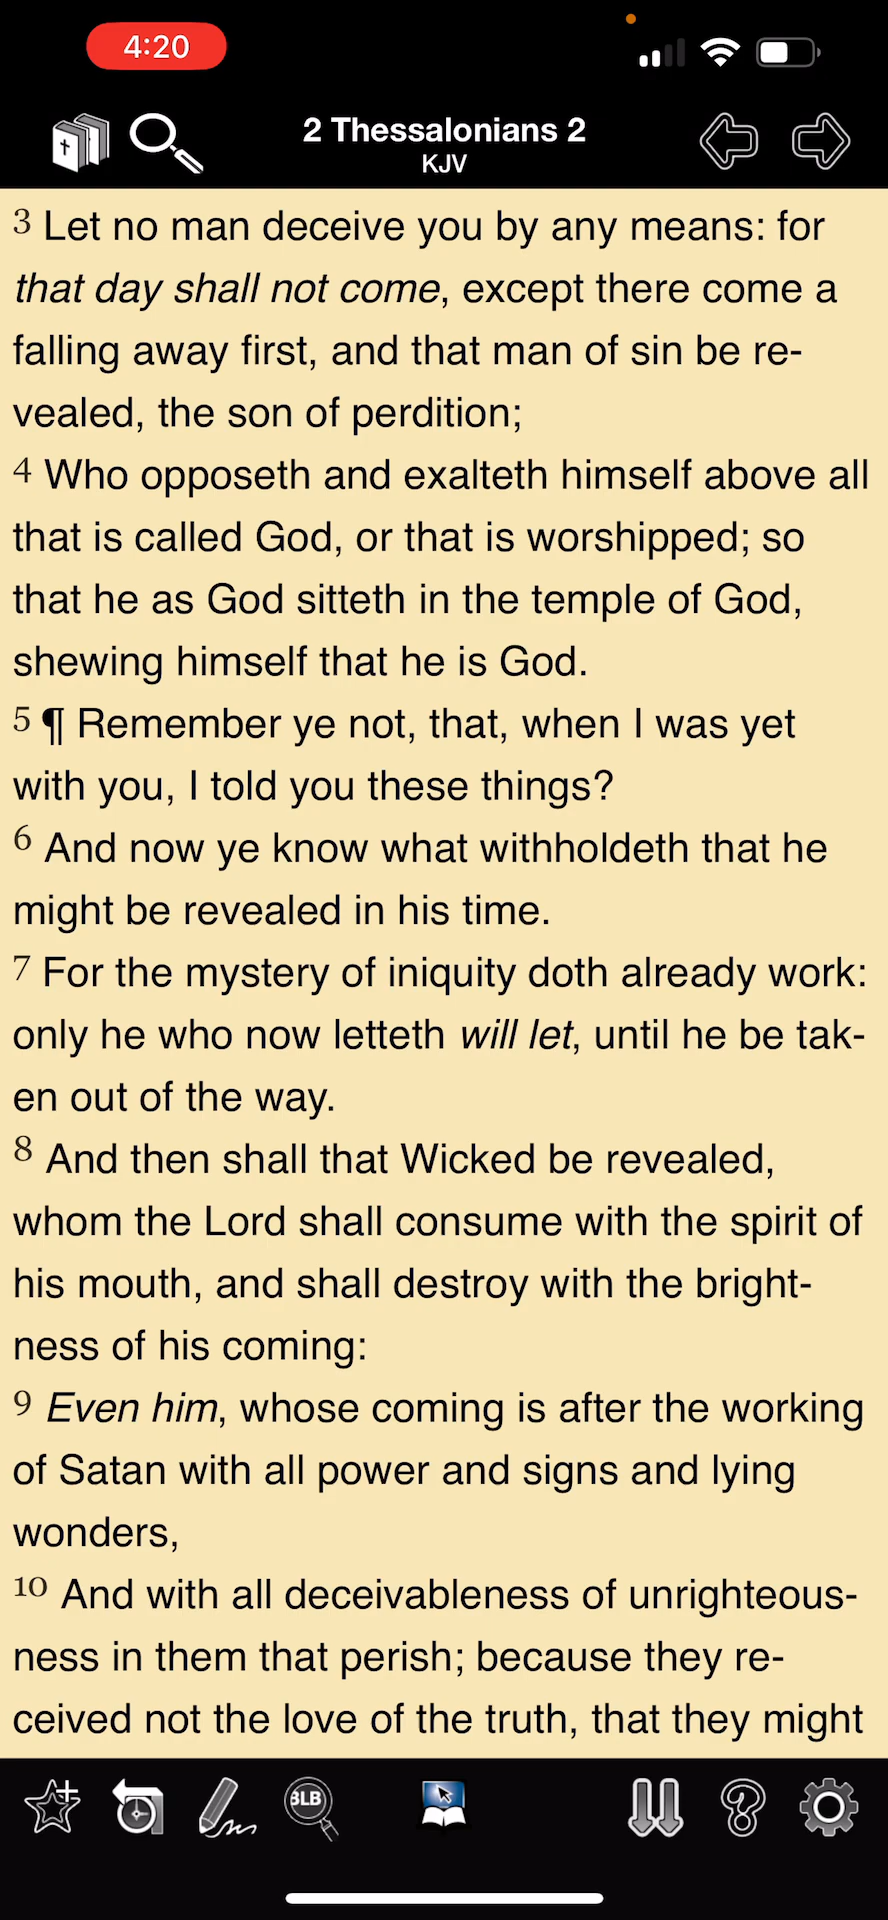 4:20
2 Thessalonians 2
KJV
3 Let no man deceive you by any means: for
that day shall not come, except there come a
falling away first, and that man of sin be re-
vealed, the son of perdition;
4 Who opposeth and exalteth himself above all
that is called God, or that is worshipped; so
that he as God sitteth in the temple of God,
shewing himself that he is God.
5 ¶ Remember ye not, that, when I was yet
with you, I told you these things?
6 And now ye know what withholdeth that he
might be revealed in his time.
7 For the mystery of iniquity doth already work:
only he who now letteth will let, until he be tak-
en out of the way.
8 And then shall that Wicked be revealed,
whom the Lord shall consume with the spirit of
his mouth, and shall destroy with the bright-
ness of his coming:
9 Even him, whose coming is after the working
of Satan with all power and signs and lying
wonders,
10 And with all deceivableness of unrighteous-
ness in them that perish; because they re-
ceived not the love of the truth, that they might
BLB